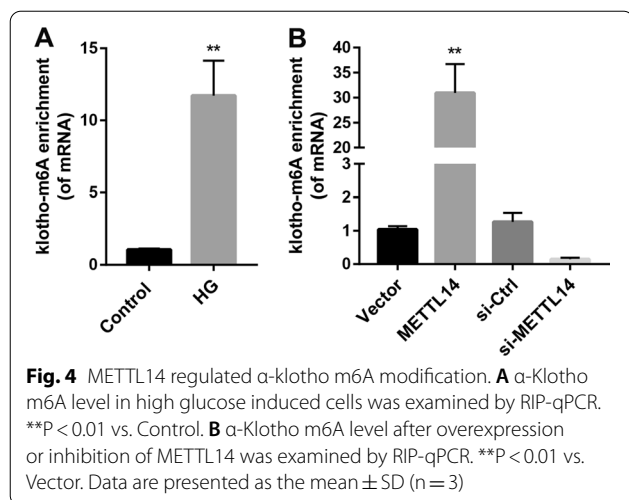 A
klotho-m6A enrichment
(of mRNA)
15
10
5
0
**
Control
HG
B
klotho-m6A enrichment
(of mRNA)
40
35
30
25
20
3
2
1
0
**
Vector
METTL14
si-Ctrl
si-METTL14
Fig. 4 METTL14 regulated α-klotho m6A modification. A α-Klotho
m6A level in high glucose induced cells was examined by RIP-qPCR.
**P < 0.01 vs. Control. B α-Klotho m6A level after overexpression
or inhibition of METTL14 was examined by RIP-qPCR. **P < 0.01 vs.
Vector. Data are presented as the mean ± SD (n = 3)